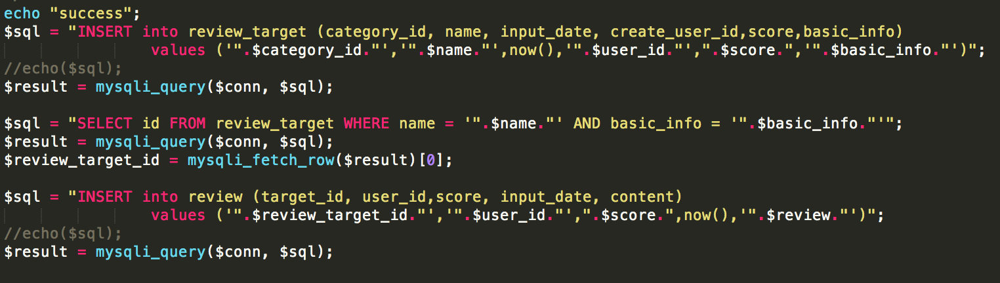 echo "success";
$sql = "INSERT into review_target (category_id, name, input_date, create_user_id,score,basic_info)
values ('".$category_id."','".$name."',now(),'".$user_id."',".$score.",'".$basic_info."')";
//echo($sql);
$result = mysqli_query($conn, $sql);
$sql = "SELECT id FROM review_target WHERE name = '".$name."' AND basic_info = '".$basic_info."'";
$result = mysqli_query($conn, $sql);
$review_target_id = mysqli_fetch_row($result)[0];
$sql = "INSERT into review (target_id, user_id,score, input_date, content)
values ('".$review_target_id."','".$user_id."',".$score.",now(),'".$review."')";
//echo($sql);
$result = mysqli_query($conn, $sql);